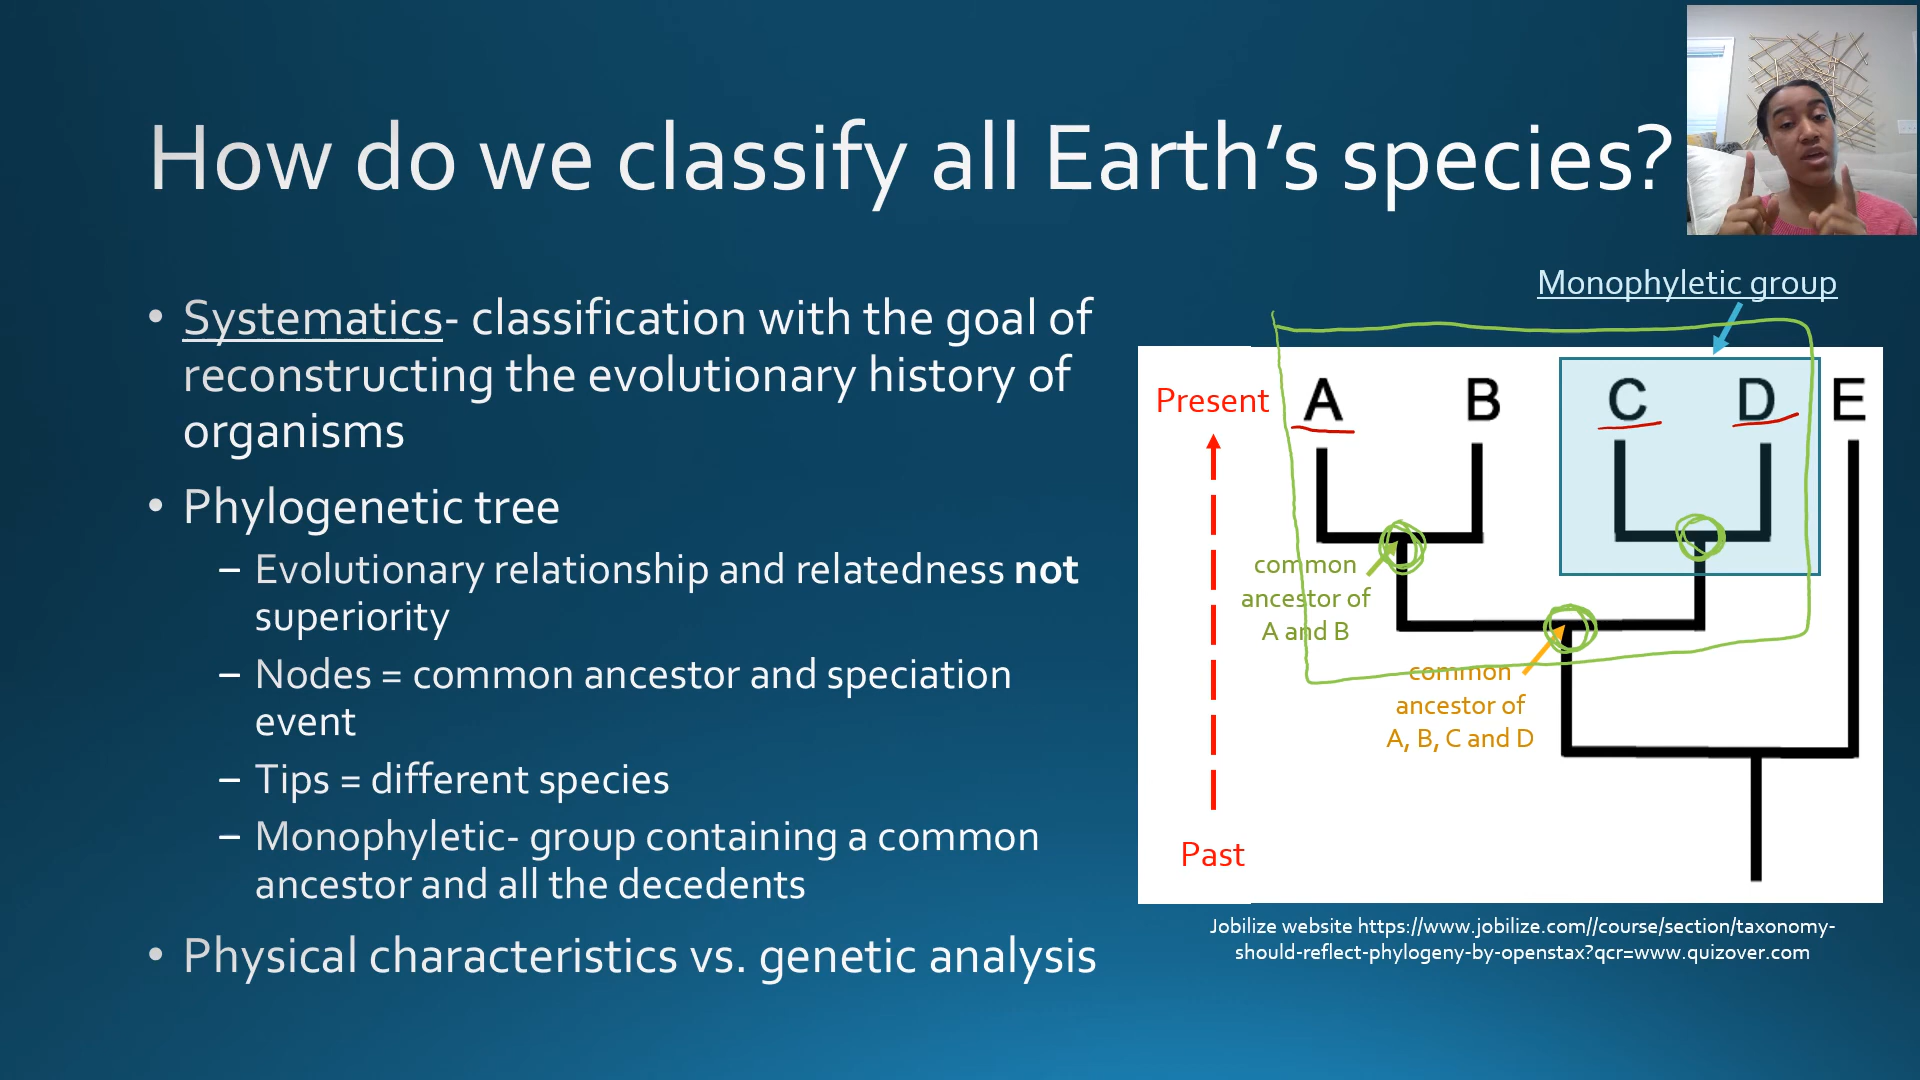 How do we classify all Earth's species?
• Systematics- classification with the goal of
reconstructing the evolutionary history of
organisms
• Phylogenetic tree
– Evolutionary relationship and relatedness not
superiority
– Nodes = common ancestor and speciation
event
– Tips = different species
– Monophyletic- group containing a common
ancestor and all the decedents
• Physical characteristics vs. genetic analysis
Monophyletic group
Present
A B C D E
common
ancestor of
A and B
common
ancestor of
A, B, C and D
Past
Jobilize website https://www.jobilize.com//course/section/taxonomy-
should-reflect-phylogeny-by-openstax?qcr=www.quizover.com